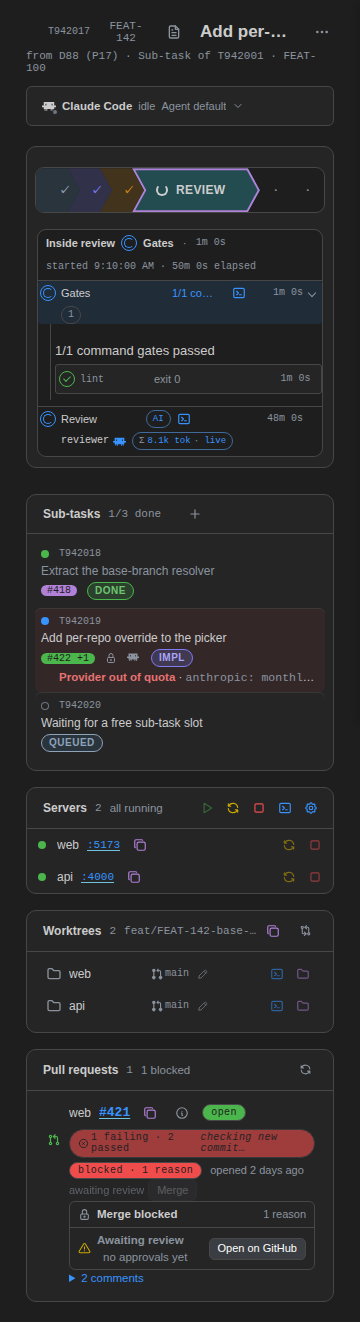 T942017 FEAT-142 Add per-…
from D88 (P17) · Sub-task of T942001 · FEAT-100
Claude Code idle Agent default
REVIEW
Inside review Gates · 1m 0s
started 9:10:00 AM · 50m 0s elapsed
Gates 1/1 co… 1m 0s
1
1/1 command gates passed
lint exit 0 1m 0s
Review AI 48m 0s
reviewer Σ 8.1k tok · live
Sub-tasks 1/3 done
T942018
Extract the base-branch resolver
#418 DONE
T942019
Add per-repo override to the picker
#422 +1 IMPL
Provider out of quota · anthropic: monthl…
T942020
Waiting for a free sub-task slot
QUEUED
Servers 2 all running
web :5173
api :4000
Worktrees 2 feat/FEAT-142-base-…
web main
api main
Pull requests 1 1 blocked
web #421 open
1 failing · 2 passed checking new commit…
blocked · 1 reason opened 2 days ago
awaiting review Merge
Merge blocked 1 reason
Awaiting review
no approvals yet Open on GitHub
2 comments